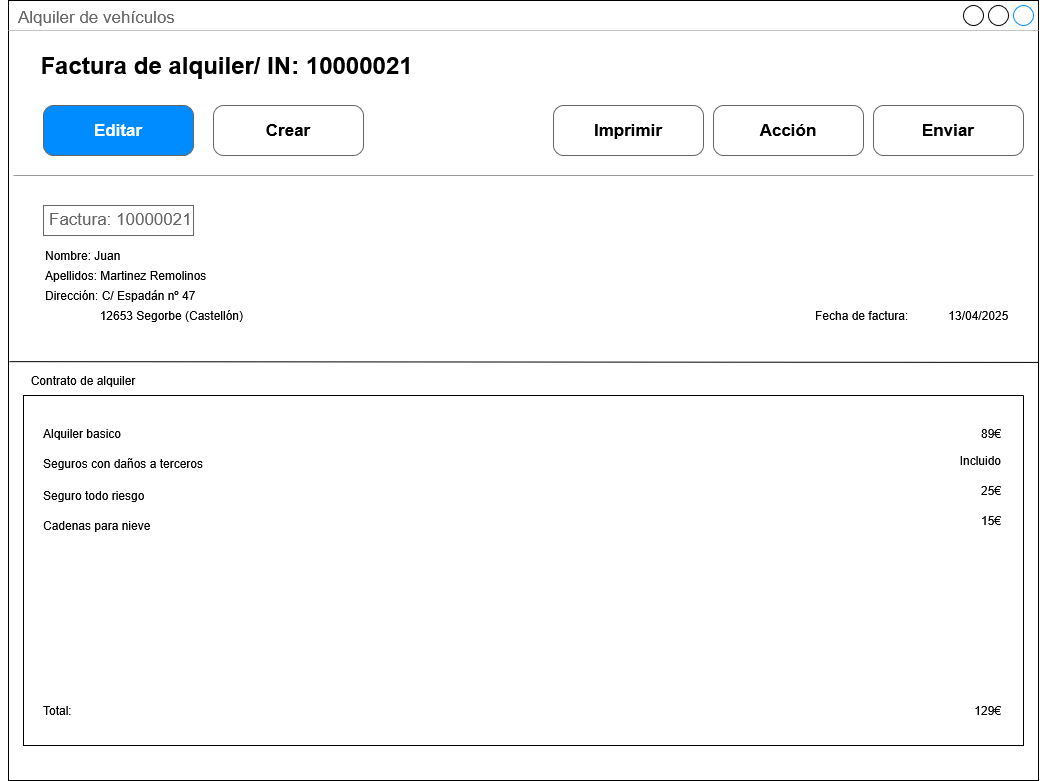 Alquiler de vehículos
Factura de alquiler/ IN: 10000021
Editar Crear Imprimir Acción Enviar
Factura: 10000021
Nombre: Juan
Apellidos: Martinez Remolinos
Dirección: C/ Espadán nº 47
12653 Segorbe (Castellón)
Fecha de factura: 13/04/2025
Contrato de alquiler
Alquiler basico 89€
Seguros con daños a terceros Incluido
Seguro todo riesgo 25€
Cadenas para nieve 15€
Total: 129€